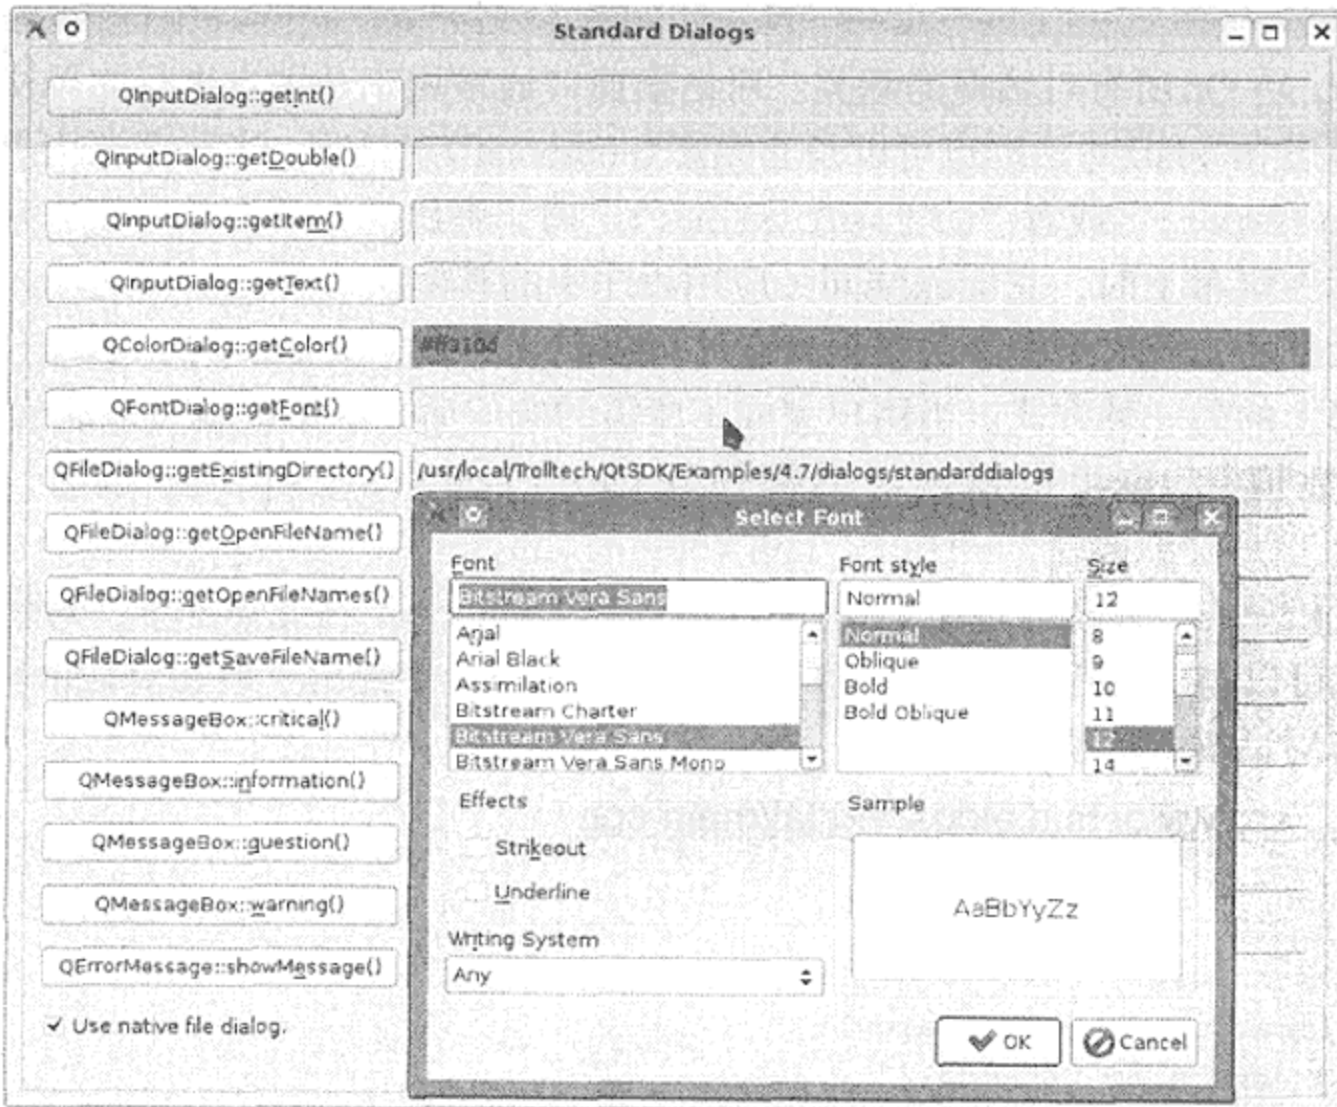 Standard Dialogs
QInputDialog::getInt()
QInputDialog::getDouble()
QInputDialog::getItem()
QInputDialog::getText()
QColorDialog::getColor() #ff310d
QFontDialog::getFont()
QFileDialog::getExistingDirectory() /usr/local/Trolltech/QtSDK/Examples/4.7/dialogs/standarddialogs
QFileDialog::getOpenFileName()
QFileDialog::getOpenFileNames()
QFileDialog::getSaveFileName()
QMessageBox::critical()
QMessageBox::information()
QMessageBox::question()
QMessageBox::warning()
QErrorMessage::showMessage()
Use native file dialog.
Select Font
Font Font style Size
Bitstream Vera Sans Normal 12
Arial Normal 8
Arial Black Oblique 9
Assimilation Bold 10
Bitstream Charter Bold Oblique 11
Bitstream Vera Sans 12
Bitstream Vera Sans Mono 14
Effects Sample
Strikeout
Underline
AaBbYyZz
Writing System
Any
OK Cancel